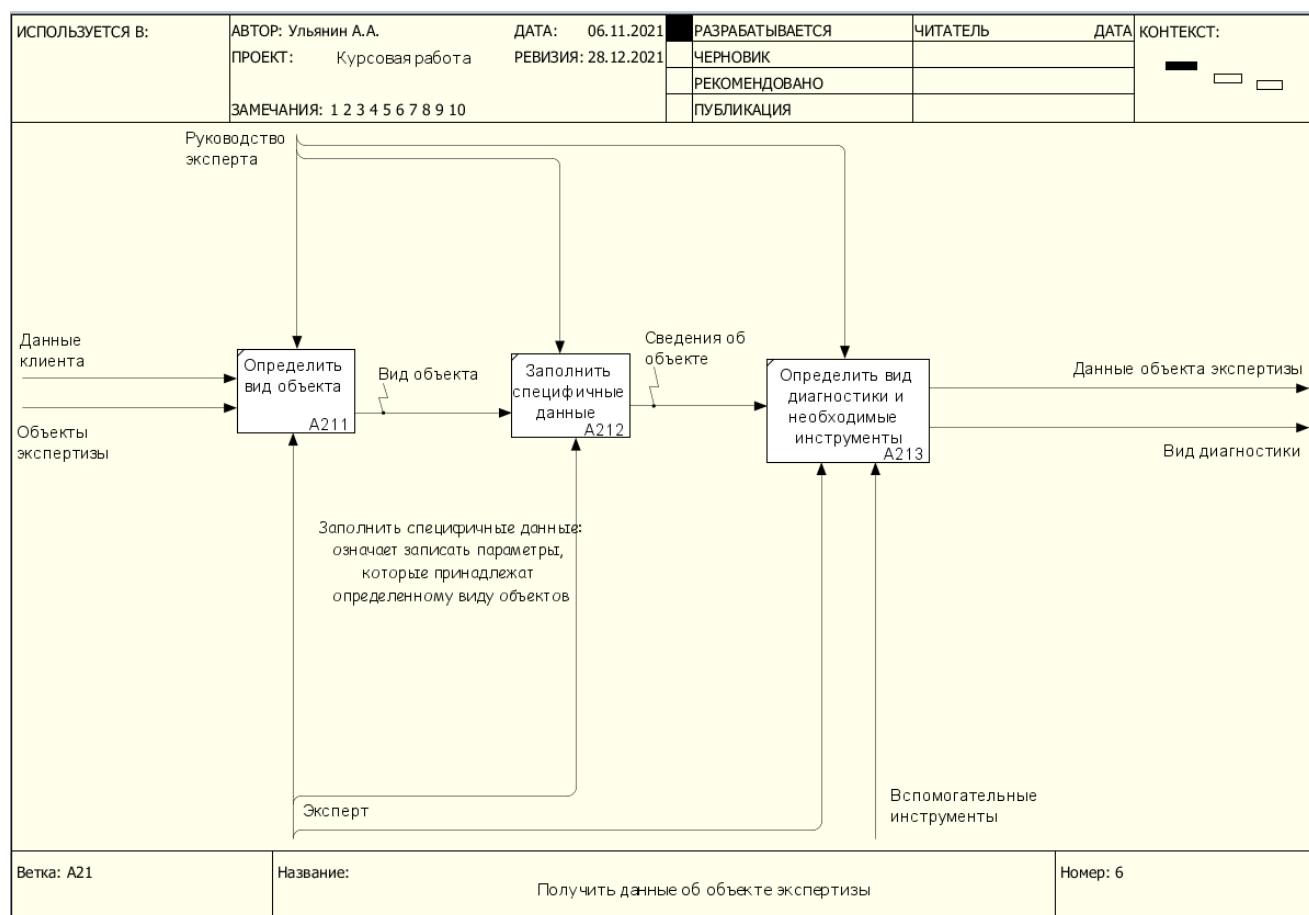 ИСПОЛЬЗУЕТСЯ В:
АВТОР: Ульянин А.А.
ДАТА: 06.11.2021
ПРОЕКТ: Курсовая работа
РЕВИЗИЯ: 28.12.2021
ЗАМЕЧАНИЯ: 1 2 3 4 5 6 7 8 9 10
РАЗРАБАТЫВАЕТСЯ
ЧЕРНОВИК
РЕКОМЕНДОВАНО
ПУБЛИКАЦИЯ
ЧИТАТЕЛЬ
ДАТА
КОНТЕКСТ:
Руководство
эксперта
Данные
клиента
Объекты
экспертизы
Определить
вид объекта
A211
Вид объекта
Заполнить
специфичные
данные
A212
Сведения об
объекте
Определить вид
диагностики и
необходимые
инструменты
A213
Данные объекта экспертизы
Вид диагностики
Заполнить специфичные данные:
означает записать параметры,
которые принадлежат
определенному виду объектов
Эксперт
Вспомогательные
инструменты
Ветка: A21
Название:
Получить данные об объекте экспертизы
Номер: 6